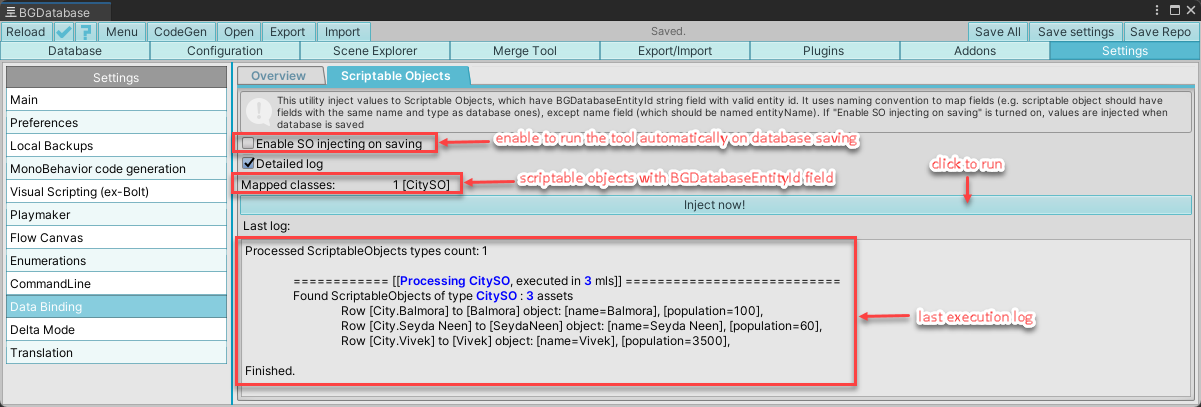 BGDatabase
Reload ? Menu CodeGen Open Export Import Saved. Save All Save settings Save Repo
Database Configuration Scene Explorer Merge Tool Export/Import Plugins Addons Settings
Settings
Main
Preferences
Local Backups
MonoBehavior code generation
Visual Scripting (ex-Bolt)
Playmaker
Flow Canvas
Enumerations
CommandLine
Data Binding
Delta Mode
Translation
Overview Scriptable Objects
This utility inject values to Scriptable Objects, which have BGDatabaseEntityId string field with valid entity id. It uses naming convention to map fields (e.g. scriptable object should have
fields with the same name and type as database ones), except name field (which should be named entityName). If "Enable SO injecting on saving" is turned on, values are injected when
database is saved
Enable SO injecting on saving enable to run the tool automatically on database saving
Detailed log
click to run
Mapped classes: 1 [CitySO] scriptable objects with BGDatabaseEntityId field
Inject now!
Last log:
Processed ScriptableObjects types count: 1
============ [[Processing CitySO, executed in 3 mls]] ===========================
Found ScriptableObjects of type CitySO : 3 assets
Row [City.Balmora] to [Balmora] object: [name=Balmora], [population=100],
Row [City.Seyda Neen] to [SeydaNeen] object: [name=Seyda Neen], [population=60],
Row [City.Vivek] to [Vivek] object: [name=Vivek], [population=3500],
last execution log
Finished.